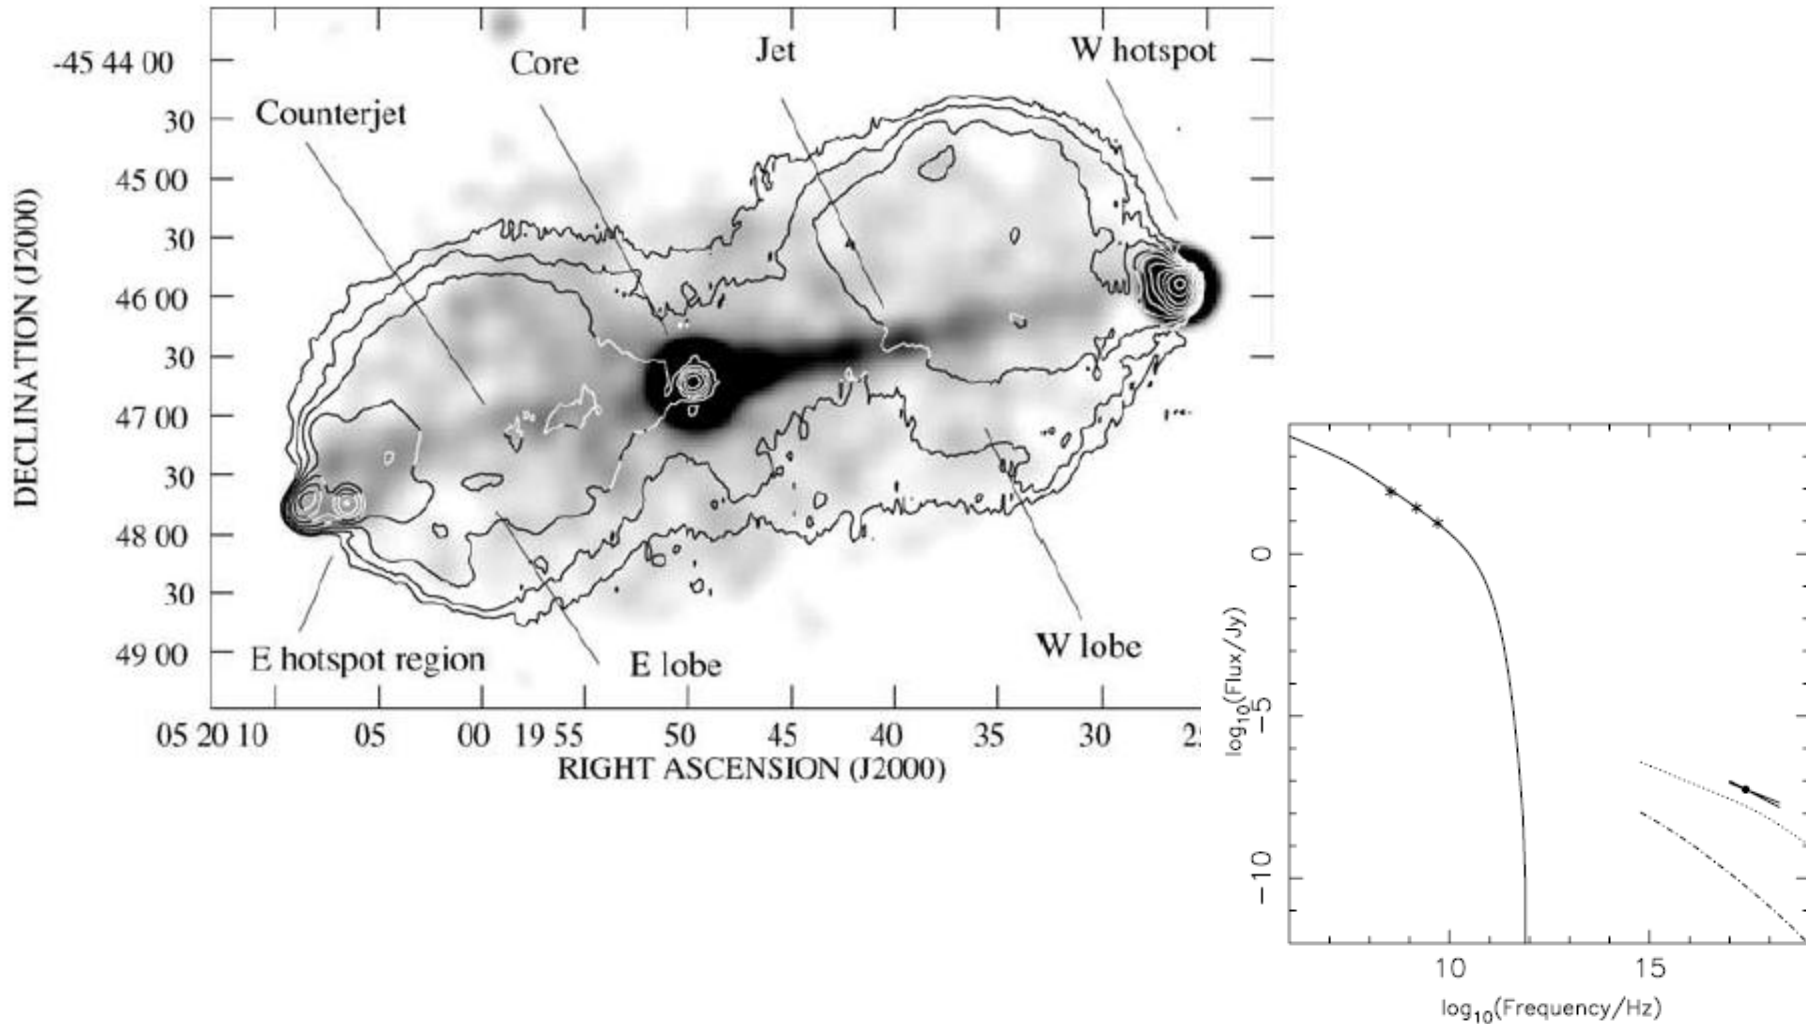 Core
Jet
W hotspot
Counterjet
-45 44 00
30
45 00
30
46 00
30
47 00
30
48 00
30
49 00
DECLINATION (J2000)
E hotspot region
E lobe
W lobe
05 20 10
05
00
19 55
50
45
40
35
30
RIGHT ASCENSION (J2000)
log10(Flux/Jy)
0
-5
-10
10
15
log10(Frequency/Hz)